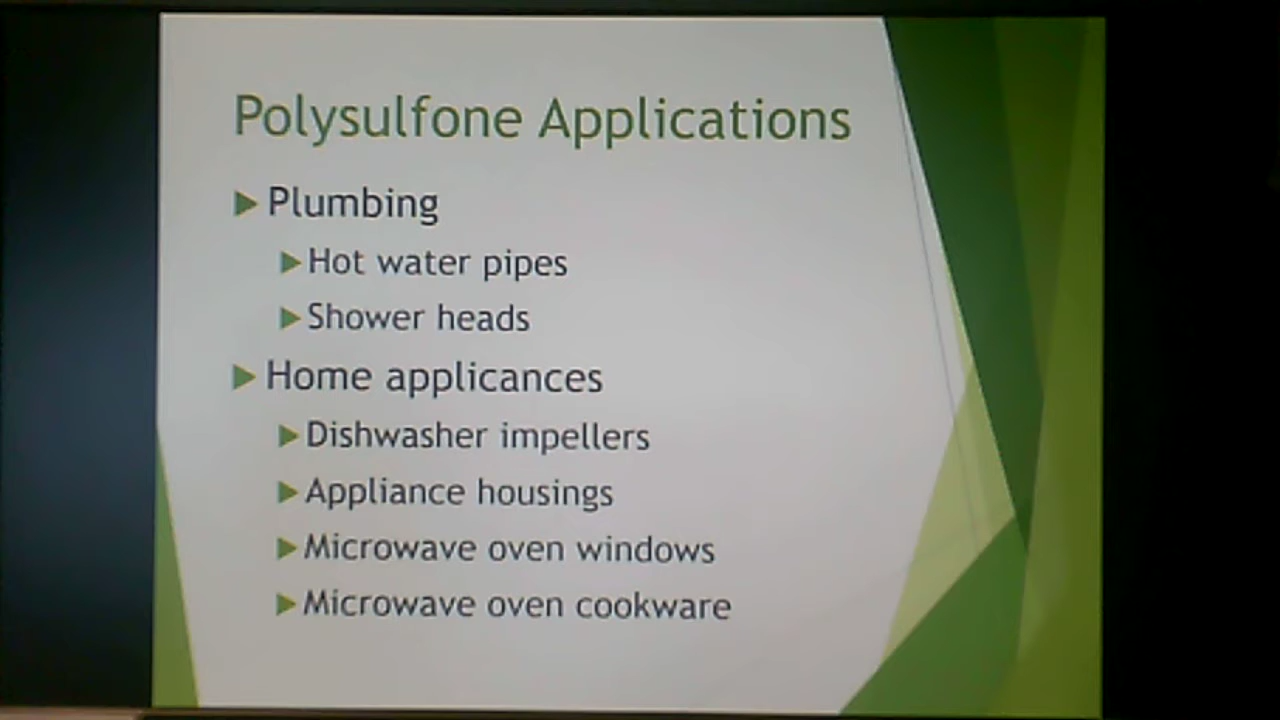 Polysulfone Applications
Plumbing
Hot water pipes
Shower heads
Home applicances
Dishwasher impellers
Appliance housings
Microwave oven windows
Microwave oven cookware